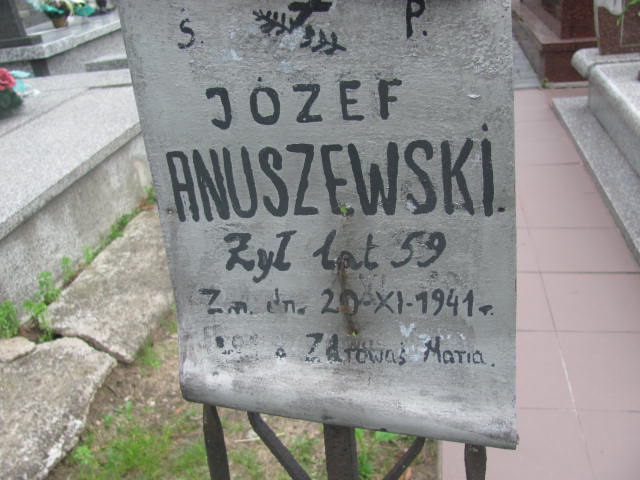 Ś. P.
JÓZEF
ANUSZEWSKI.
Żył lat 59
Zm. dn. 20-XI-1941 r.
o Zdrowaś Maria.